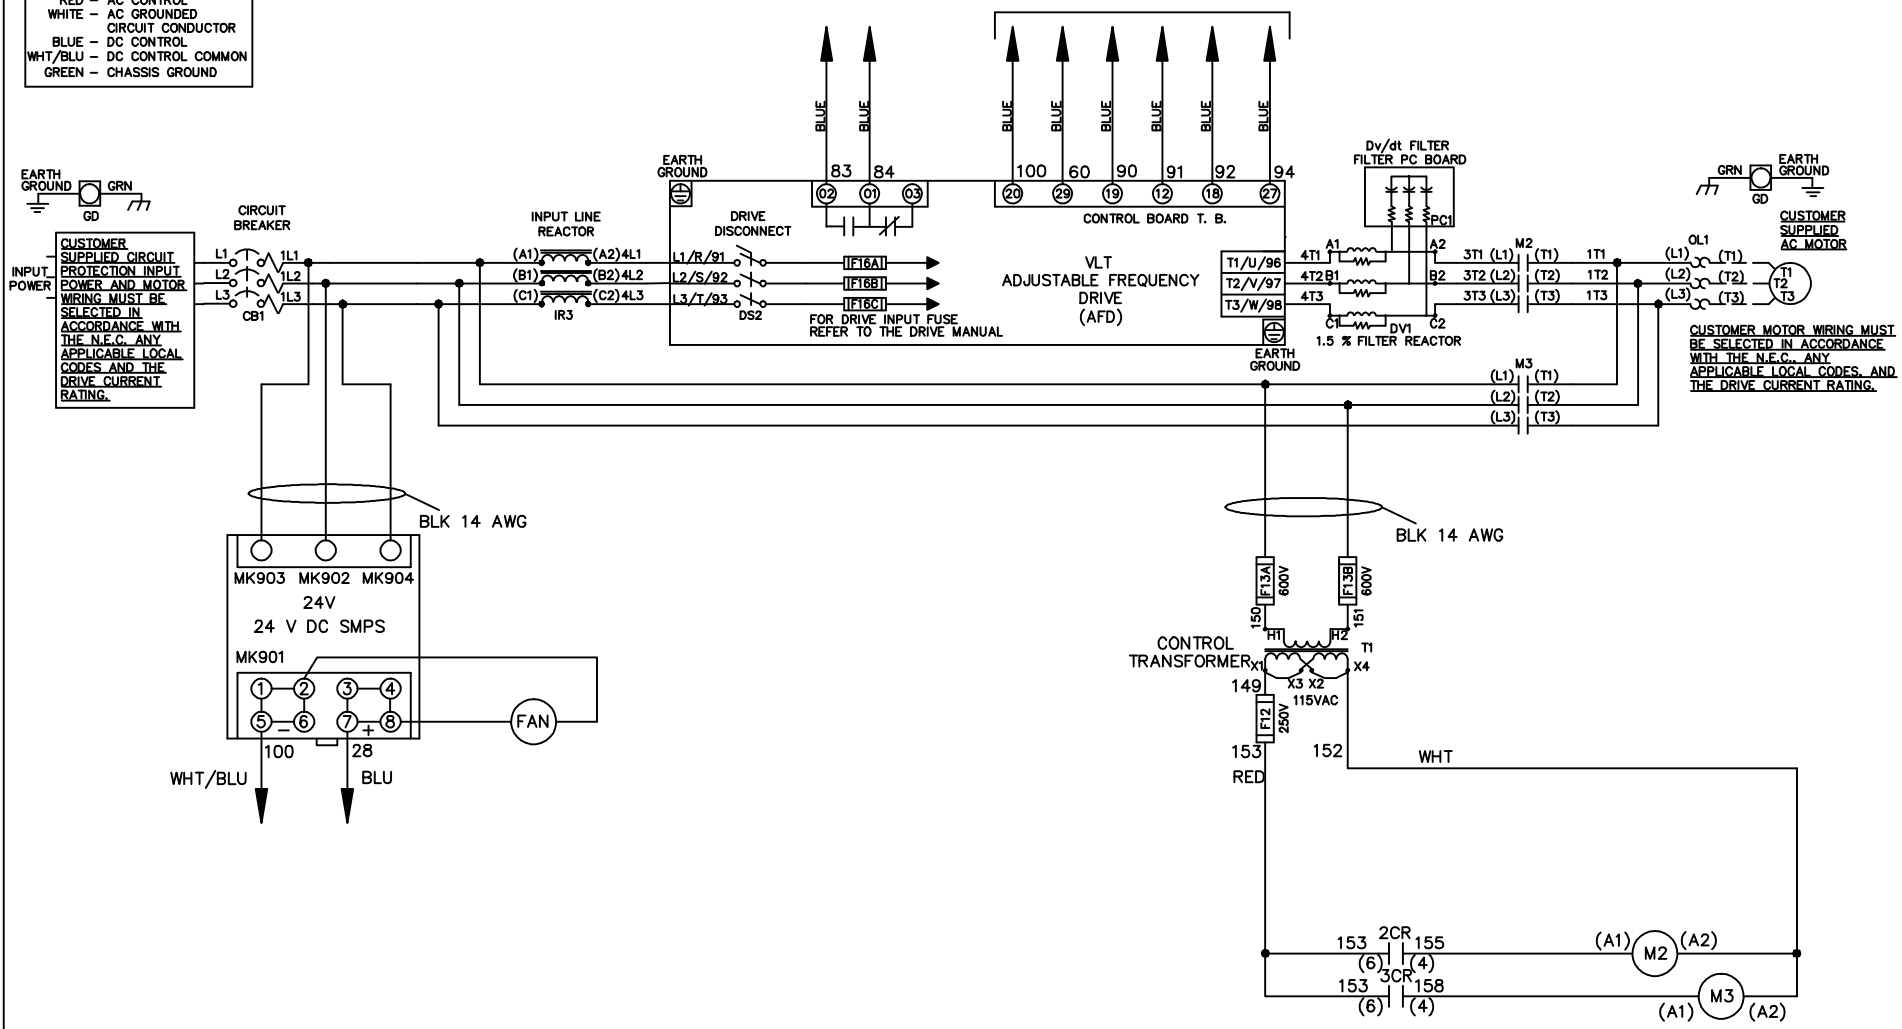 RED – AC CONTROL
WHITE – AC GROUNDED
CIRCUIT CONDUCTOR
BLUE – DC CONTROL
WHT/BLU – DC CONTROL COMMON
GREEN – CHASSIS GROUND
EARTH
GROUND
GRN
GD
INPUT
POWER
CUSTOMER
SUPPLIED CIRCUIT
PROTECTION INPUT
POWER AND MOTOR
WIRING MUST BE
SELECTED IN
ACCORDANCE WITH
THE N.E.C. ANY
APPLICABLE LOCAL
CODES AND THE
DRIVE CURRENT
RATING.
CIRCUIT
BREAKER
L1 1L1
L2 1L2
L3 1L3
CB1
INPUT LINE
REACTOR
(A1) (A2) 4L1
(B1) (B2) 4L2
(C1) (C2) 4L3
IR3
EARTH
GROUND
L1/R/91
L2/S/92
L3/T/93
DRIVE
DISCONNECT
DS2
BLUE BLUE
83 84
02 01 03
F16A
F16B
F16C
FOR DRIVE INPUT FUSE
REFER TO THE DRIVE MANUAL
BLUE BLUE BLUE BLUE BLUE BLUE
100 60 90 91 92 94
20 29 19 12 18 27
CONTROL BOARD T. B.
VLT
ADJUSTABLE FREQUENCY
DRIVE
(AFD)
T1/U/96
T2/V/97
T3/W/98
EARTH
GROUND
4T1
4T2
4T3
Dv/dt FILTER
FILTER PC BOARD
PC1
A1 A2
B1 B2
C1 C2
DV1
1.5 % FILTER REACTOR
M2
3T1 (L1) (T1) 1T1
3T2 (L2) (T2) 1T2
3T3 (L3) (T3) 1T3
OL1
(L1) (T1)
(L2) (T2)
(L3) (T3)
T1
T2
T3
GRN
GD
EARTH
GROUND
CUSTOMER
SUPPLIED
AC MOTOR
CUSTOMER MOTOR WIRING MUST
BE SELECTED IN ACCORDANCE
WITH THE N.E.C., ANY
APPLICABLE LOCAL CODES, AND
THE DRIVE CURRENT RATING.
M3
(L1) (T1)
(L2) (T2)
(L3) (T3)
BLK 14 AWG
MK903 MK902 MK904
24V
24 V DC SMPS
MK901
1 2 3 4
5 – 6 7 + 8
FAN
100 28
WHT/BLU BLU
BLK 14 AWG
F13A 600V F13B 600V
150 151
H1 H2
T1
CONTROL
TRANSFORMER
X1 X4
X3 X2
115VAC
149
F12 250V
153 152
RED
WHT
2CR
153 155
(6) (4)
(A1) M2 (A2)
3CR
153 158
(6) (4)
(A1) M3 (A2)